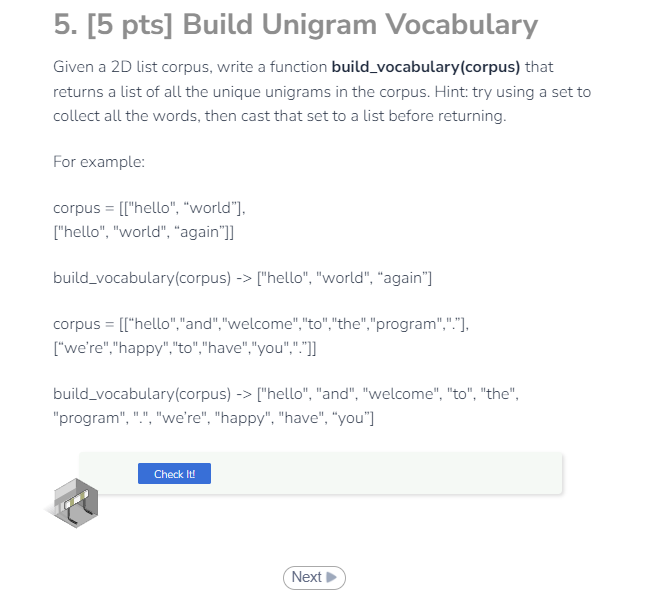 5. [5 pts] Build Unigram Vocabulary
Given a 2D list corpus, write a function build_vocabulary(corpus) that
returns a list of all the unique unigrams in the corpus. Hint: try using a set to
collect all the words, then cast that set to a list before returning.
For example:
corpus = [["hello", “world”],
["hello", "world", “again”]]
build_vocabulary(corpus) -> ["hello", "world", “again”]
corpus = [[“hello","and","welcome","to","the","program",".”],
[“we’re","happy","to","have","you",".”]]
build_vocabulary(corpus) -> ["hello", "and", "welcome", "to", "the",
"program", ".", "we’re", "happy", "have", “you”]
Check It!
Next